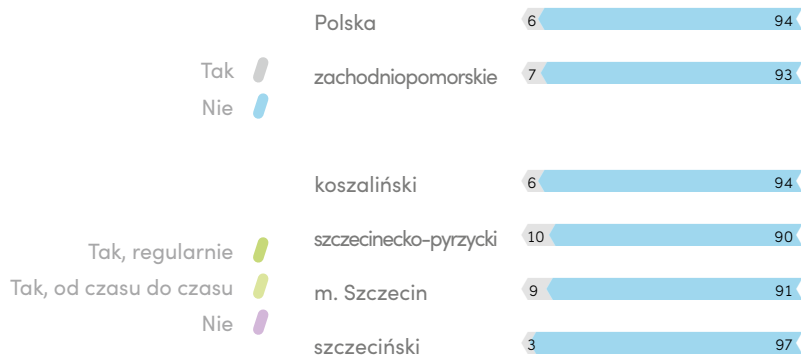 Polska 6 94
Tak
zachodniopomorskie 7 93
Nie
koszaliński 6 94
szczecinecko-pyrzycki 10 90
Tak, regularnie
Tak, od czasu do czasu
m. Szczecin 9 91
Nie
szczeciński 3 97